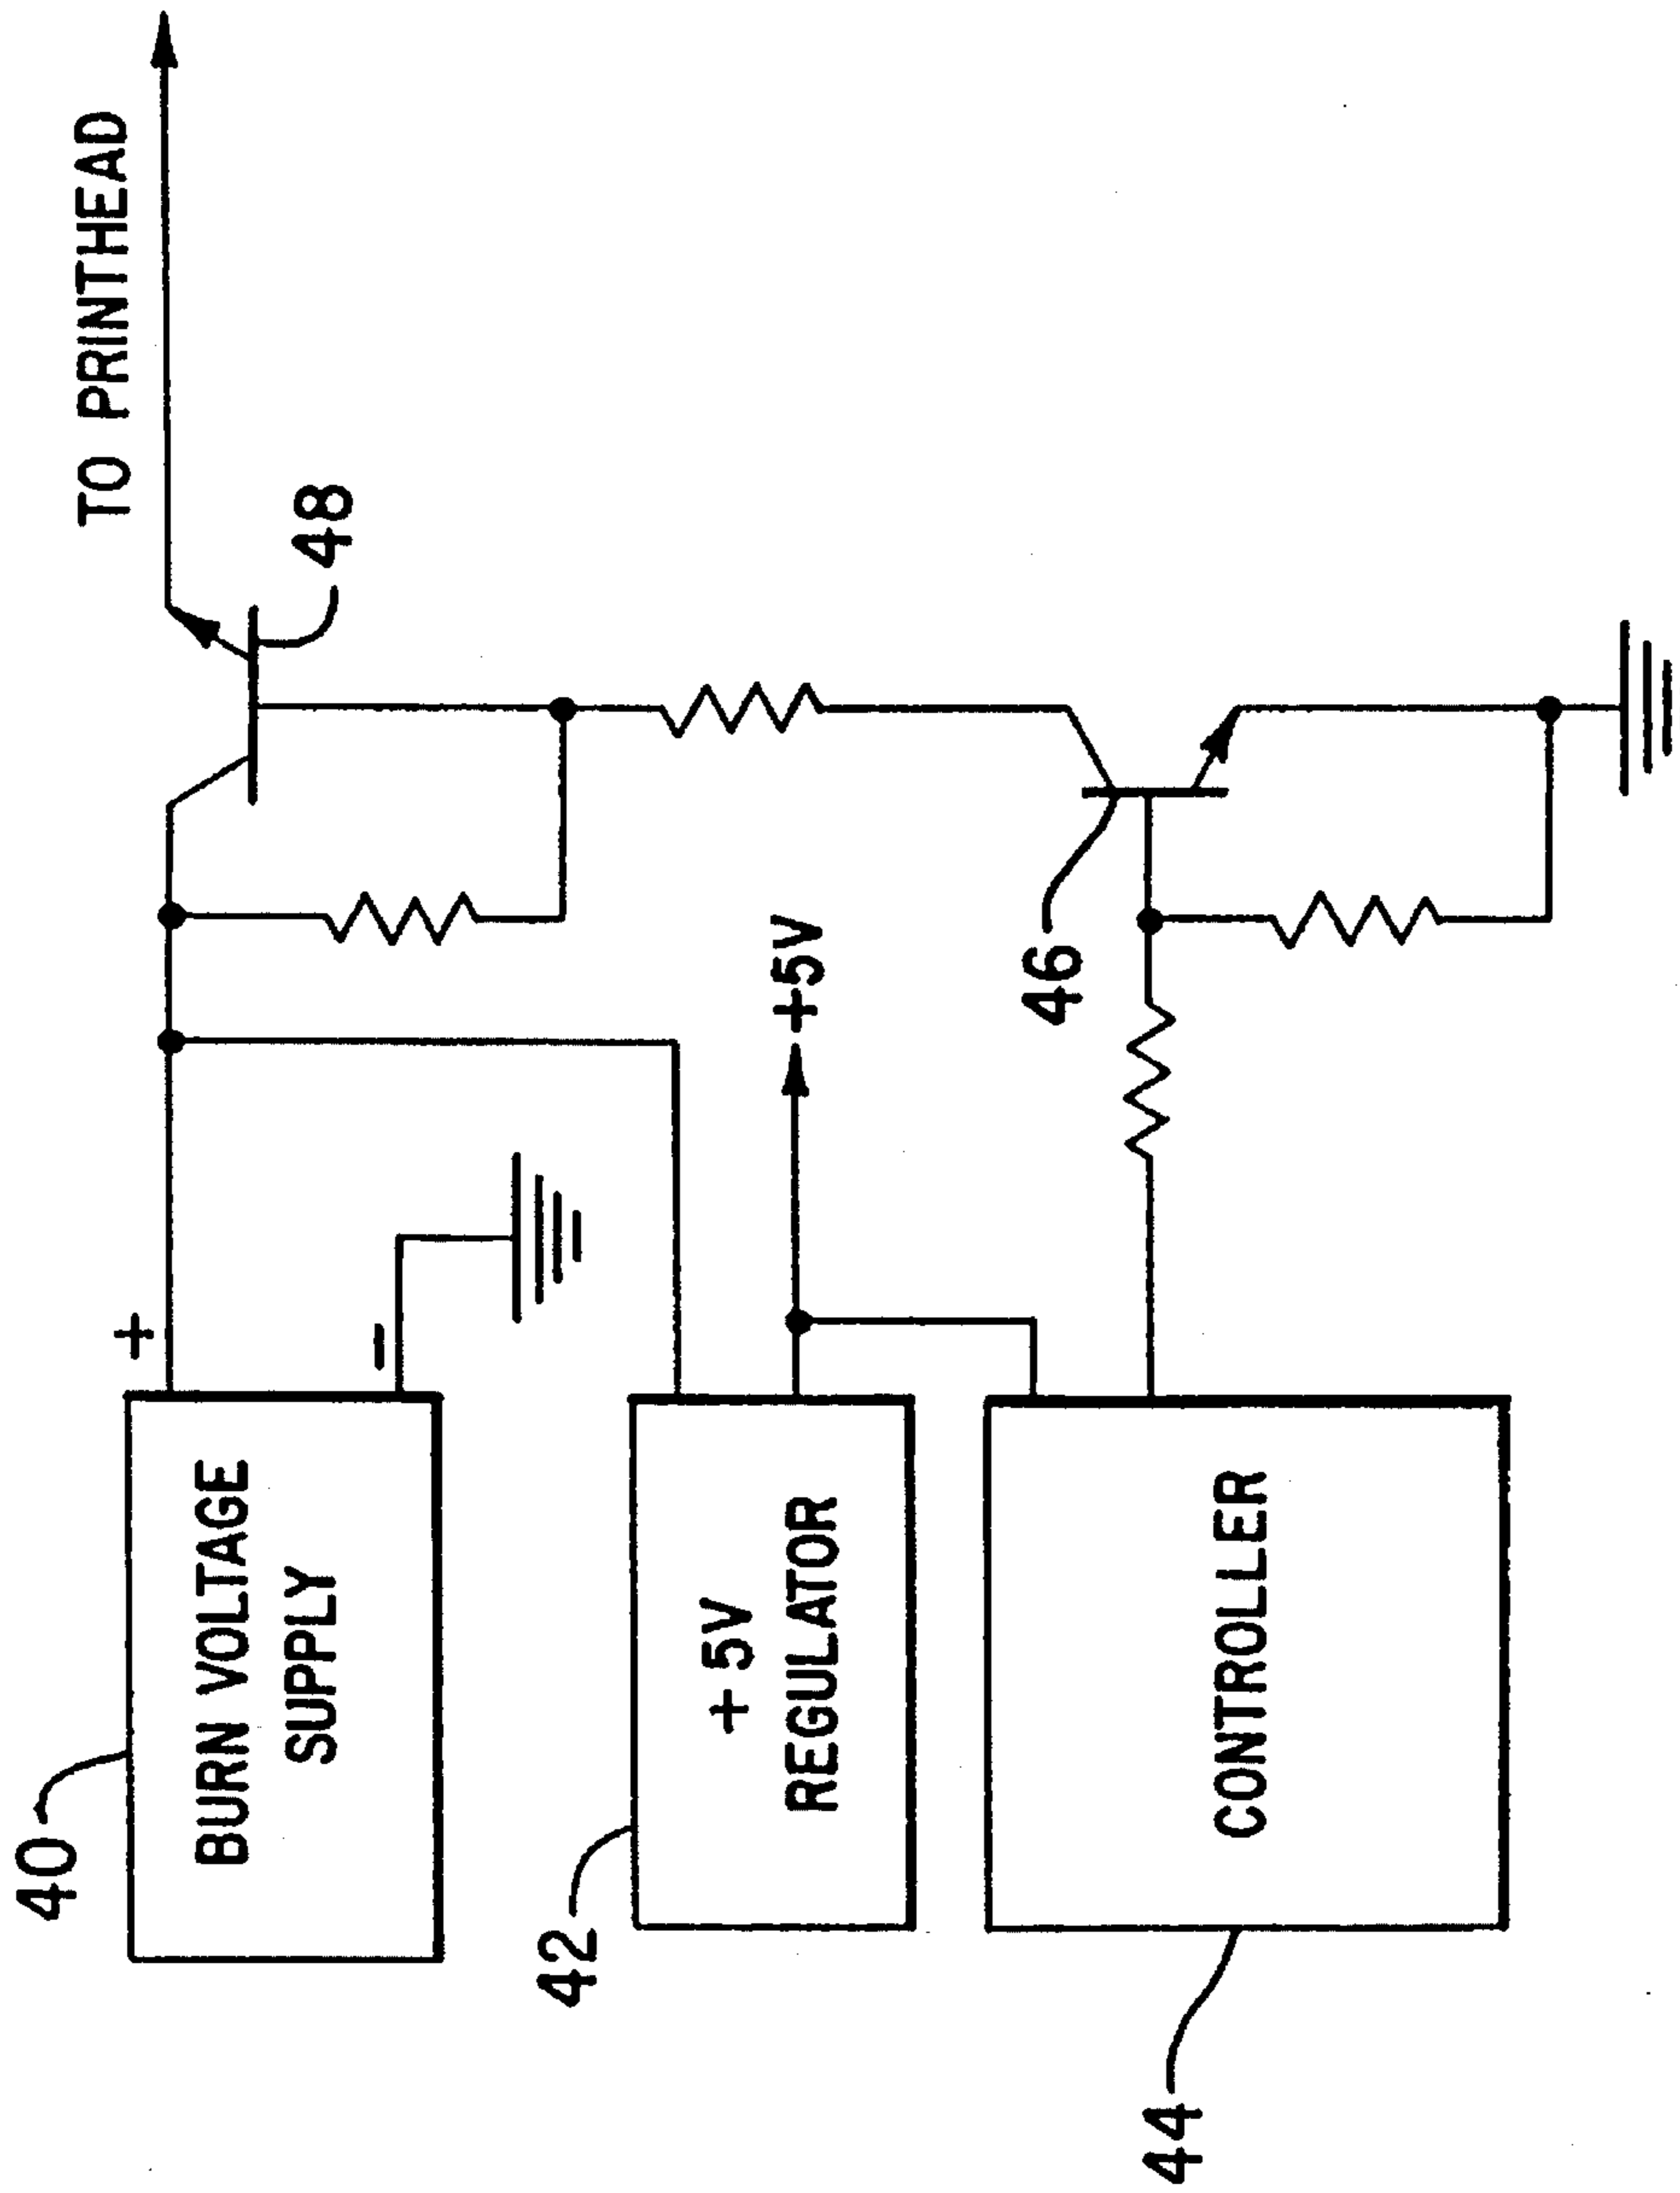 TO PRINTHEAD
48
+5V
46
+
−
40
BURN VOLTAGE
SUPPLY
42
+5V
REGULATOR
44
CONTROLLER